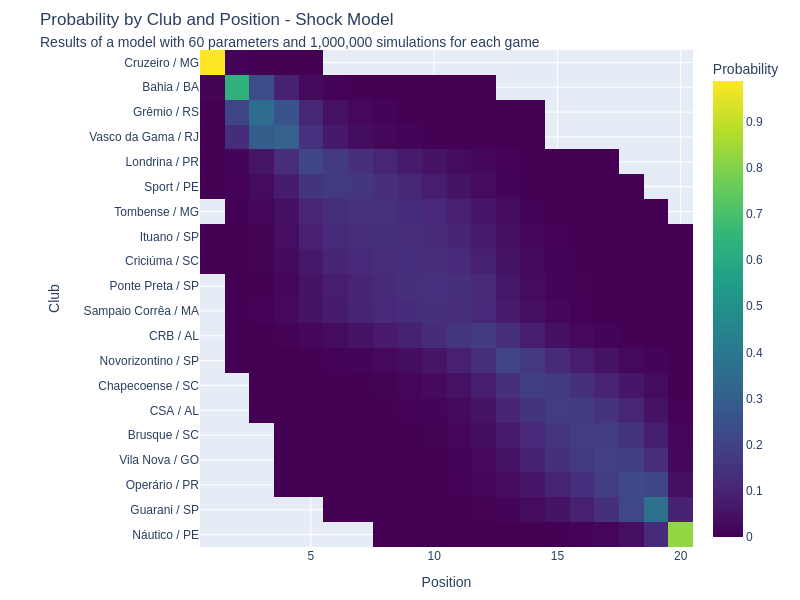 Probability by Club and Position - Shock Model
Results of a model with 60 parameters and 1,000,000 simulations for each game
Probability
Club
Cruzeiro / MG
Bahia / BA
Grêmio / RS
Vasco da Gama / RJ
Londrina / PR
Sport / PE
Tombense / MG
Ituano / SP
Criciúma / SC
Ponte Preta / SP
Sampaio Corrêa / MA
CRB / AL
Novorizontino / SP
Chapecoense / SC
CSA / AL
Brusque / SC
Vila Nova / GO
Operário / PR
Guarani / SP
Náutico / PE
5
10
15
20
Position
0.9
0.8
0.7
0.6
0.5
0.4
0.3
0.2
0.1
0